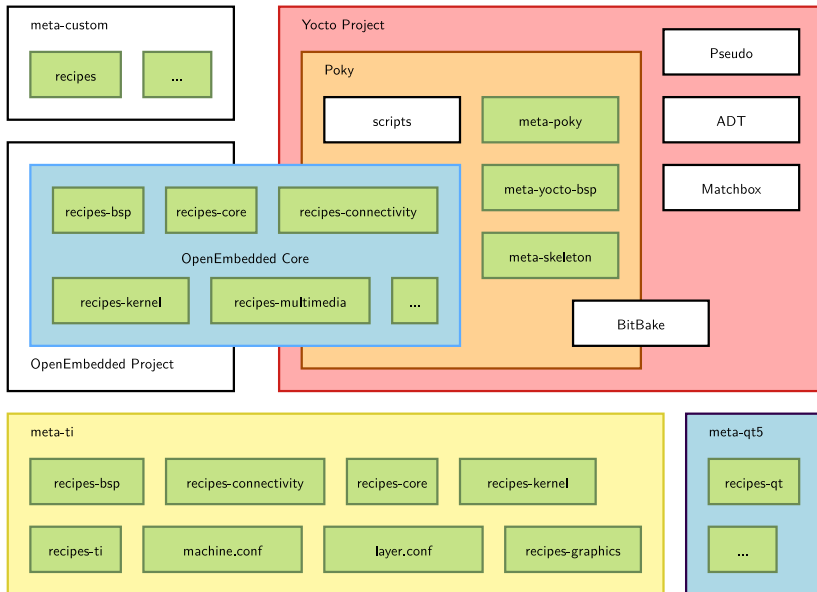 meta-custom
recipes
...
Yocto Project
Poky
scripts
meta-poky
meta-yocto-bsp
meta-skeleton
Pseudo
ADT
Matchbox
BitBake
recipes-bsp
recipes-core
recipes-connectivity
OpenEmbedded Core
recipes-kernel
recipes-multimedia
...
OpenEmbedded Project
meta-ti
recipes-bsp
recipes-connectivity
recipes-core
recipes-kernel
recipes-ti
machine.conf
layer.conf
recipes-graphics
meta-qt5
recipes-qt
...